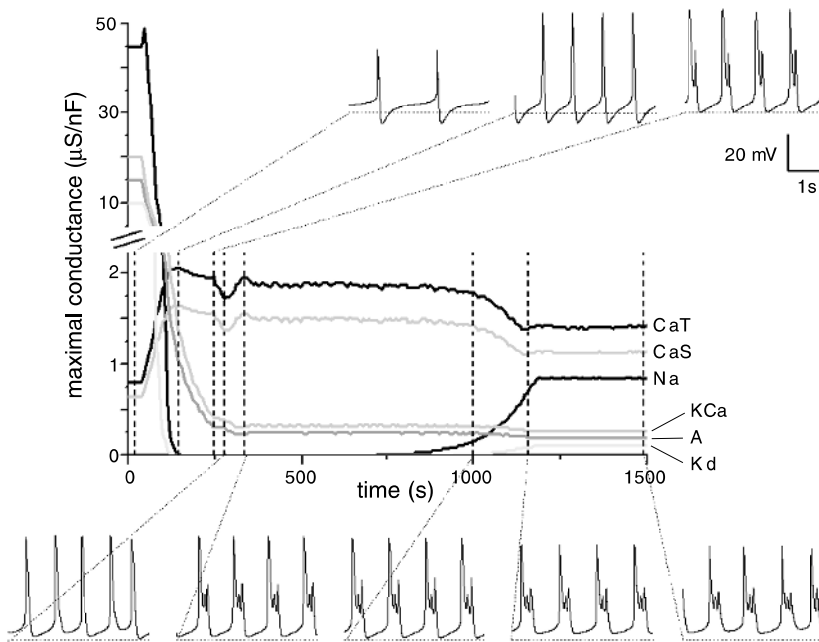 50
30
10
2
1
0
maximal conductance (μS/nF)
20 mV
1s
CaT
CaS
Na
KCa
A
Kd
0
500
1000
1500
time (s)